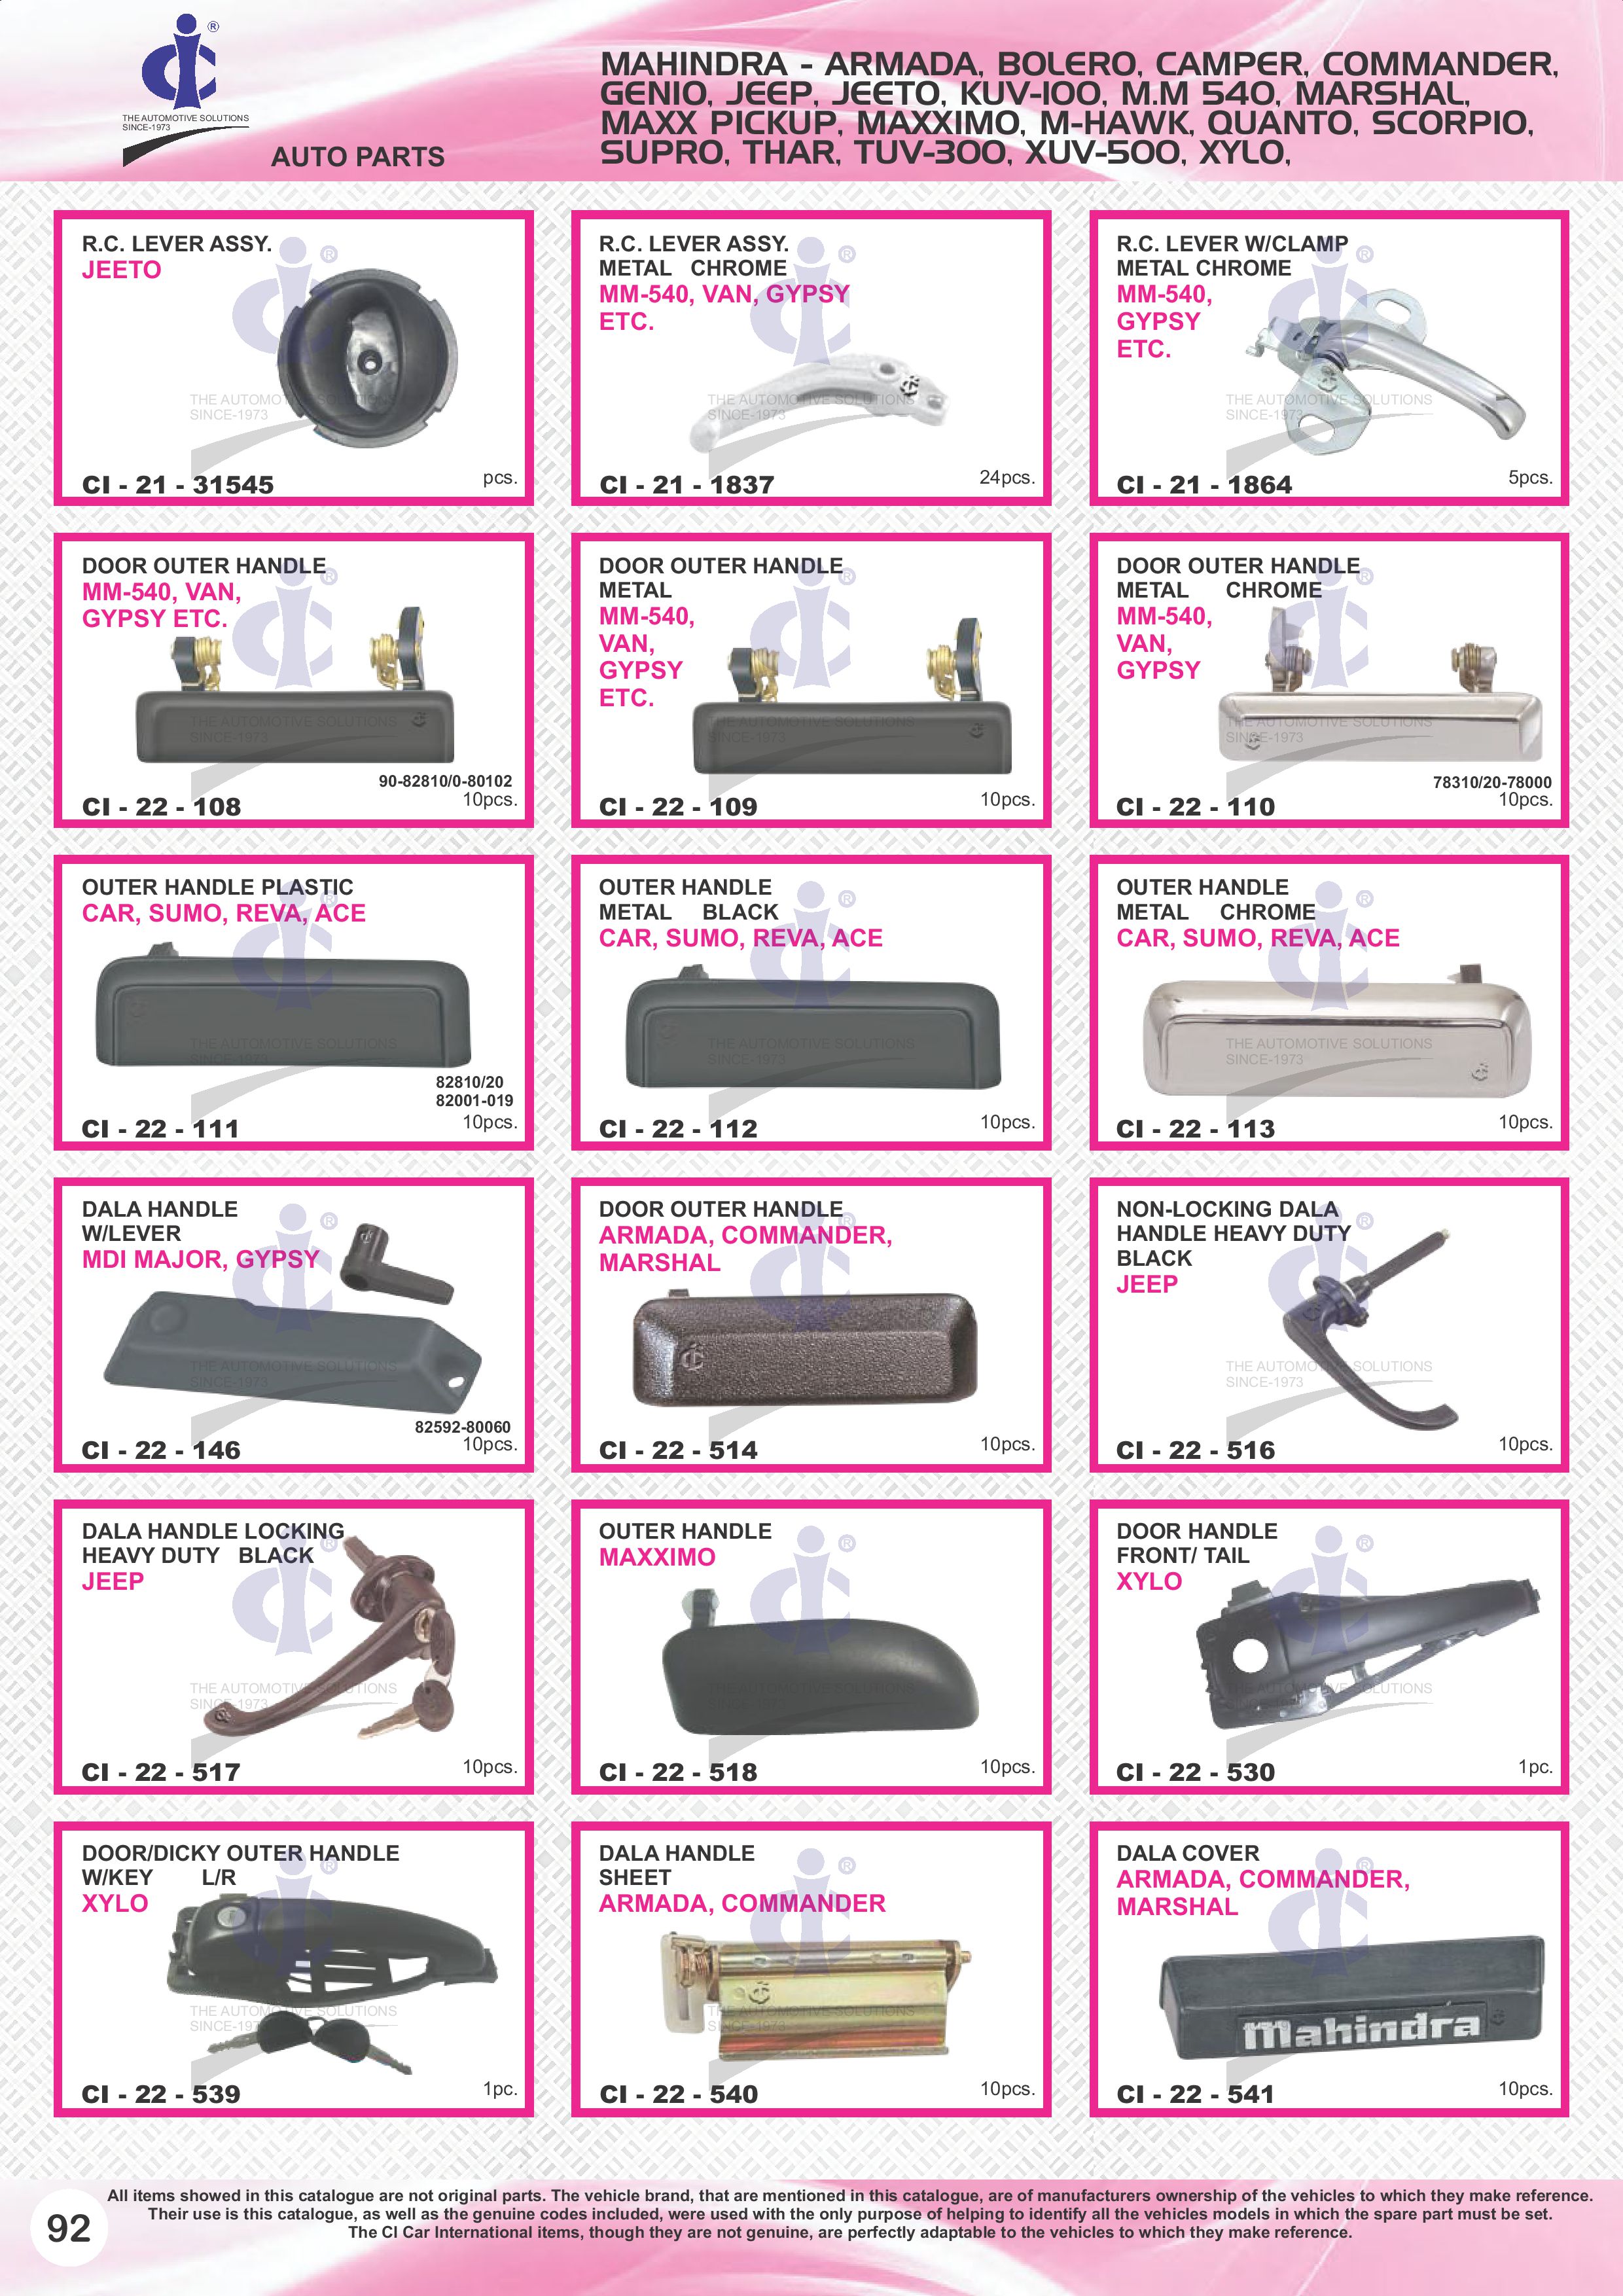 ®
THE AUTOMOTIVE SOLUTIONS
SINCE-1973
AUTO PARTS
MAHINDRA - ARMADA, BOLERO, CAMPER, COMMANDER,
GENIO, JEEP, JEETO, KUV-100, M.M 540, MARSHAL,
MAXX PICKUP, MAXXIMO, M-HAWK, QUANTO, SCORPIO,
SUPRO, THAR, TUV-300, XUV-500, XYLO,
R.C. LEVER ASSY.
JEETO
CI - 21 - 31545
pcs.
R.C. LEVER ASSY.
METAL CHROME
MM-540, VAN, GYPSY
ETC.
CI - 21 - 1837
24pcs.
R.C. LEVER W/CLAMP
METAL CHROME
MM-540,
GYPSY
ETC.
CI - 21 - 1864
5pcs.
DOOR OUTER HANDLE
MM-540, VAN,
GYPSY ETC.
90-82810/0-80102
CI - 22 - 108
10pcs.
DOOR OUTER HANDLE
METAL
MM-540,
VAN,
GYPSY
ETC.
CI - 22 - 109
10pcs.
DOOR OUTER HANDLE
METAL CHROME
MM-540,
VAN,
GYPSY
78310/20-78000
CI - 22 - 110
10pcs.
OUTER HANDLE PLASTIC
CAR, SUMO, REVA, ACE
82810/20
82001-019
CI - 22 - 111
10pcs.
OUTER HANDLE
METAL BLACK
CAR, SUMO, REVA, ACE
CI - 22 - 112
10pcs.
OUTER HANDLE
METAL CHROME
CAR, SUMO, REVA, ACE
CI - 22 - 113
10pcs.
DALA HANDLE
W/LEVER
MDI MAJOR, GYPSY
82592-80060
CI - 22 - 146
10pcs.
DOOR OUTER HANDLE
ARMADA, COMMANDER,
MARSHAL
CI - 22 - 514
10pcs.
NON-LOCKING DALA
HANDLE HEAVY DUTY
BLACK
JEEP
CI - 22 - 516
10pcs.
DALA HANDLE LOCKING
HEAVY DUTY BLACK
JEEP
CI - 22 - 517
10pcs.
OUTER HANDLE
MAXXIMO
CI - 22 - 518
10pcs.
DOOR HANDLE
FRONT/ TAIL
XYLO
CI - 22 - 530
1pc.
DOOR/DICKY OUTER HANDLE
W/KEY L/R
XYLO
CI - 22 - 539
1pc.
DALA HANDLE
SHEET
ARMADA, COMMANDER
CI - 22 - 540
10pcs.
DALA COVER
ARMADA, COMMANDER,
MARSHAL
Mahindra
CI - 22 - 541
10pcs.
92
All items showed in this catalogue are not original parts. The vehicle brand, that are mentioned in this catalogue, are of manufacturers ownership of the vehicles to which they make reference.
Their use is this catalogue, as well as the genuine codes included, were used with the only purpose of helping to identify all the vehicles models in which the spare part must be set.
The CI Car International items, though they are not genuine, are perfectly adaptable to the vehicles to which they make reference.